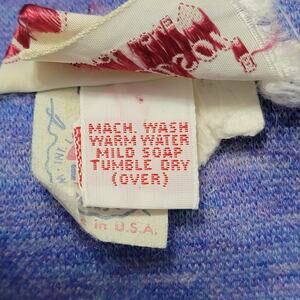 MACH. WASH
WARM WATER
MILD SOAP
TUMBLE DRY
(OVER)
in U.S.A.